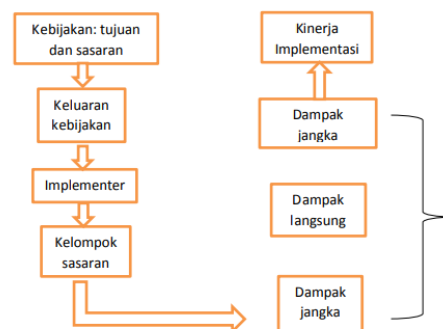 Kebijakan: tujuan
dan sasaran
Keluaran
kebijakan
Implementer
Kelompok
sasaran
Kinerja
Implementasi
Dampak
jangka
Dampak
langsung
Dampak
jangka